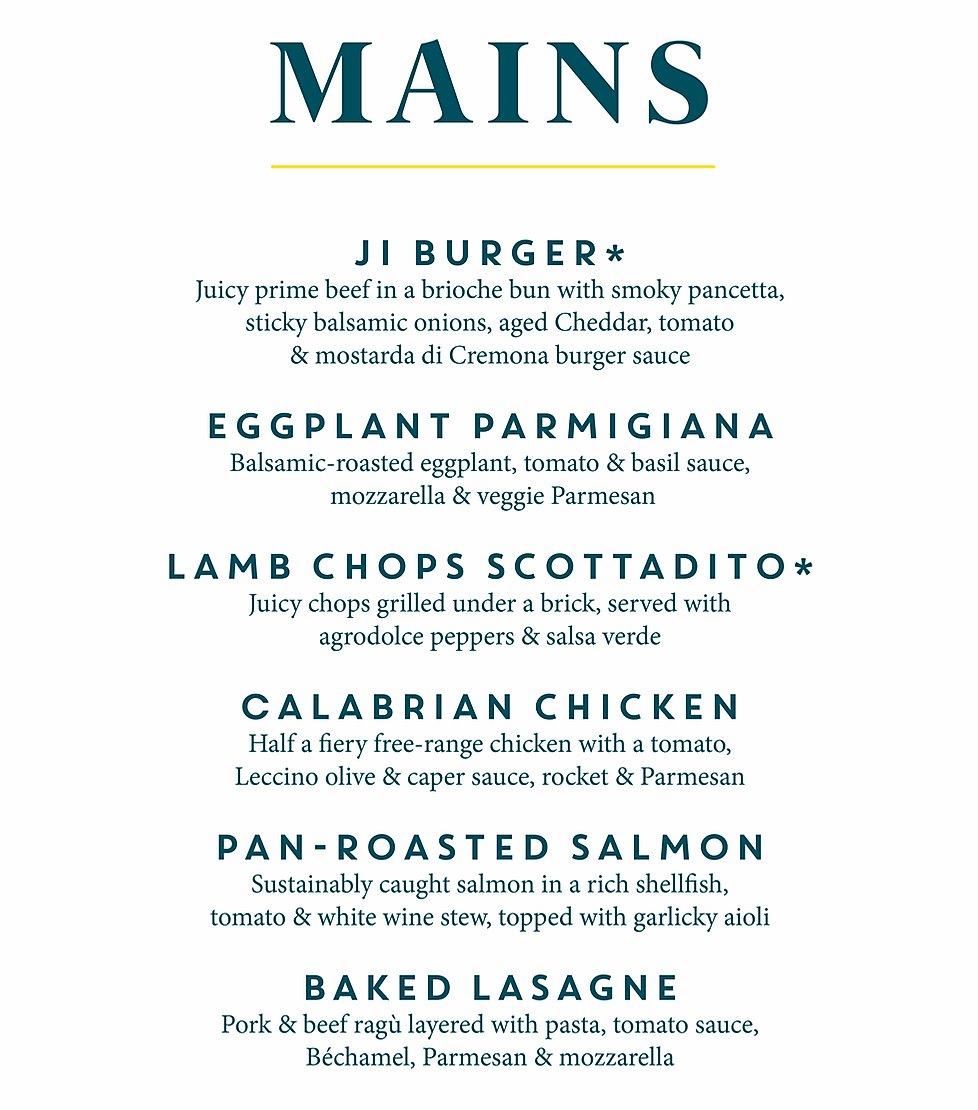 MAINS
JI BURGER*
Juicy prime beef in a brioche bun with smoky pancetta,
sticky balsamic onions, aged Cheddar, tomato
& mostarda di Cremona burger sauce
EGGPLANT PARMIGIANA
Balsamic-roasted eggplant, tomato & basil sauce,
mozzarella & veggie Parmesan
LAMB CHOPS SCOTTADITO*
Juicy chops grilled under a brick, served with
agrodolce peppers & salsa verde
CALABRIAN CHICKEN
Half a fiery free-range chicken with a tomato,
Leccino olive & caper sauce, rocket & Parmesan
PAN-ROASTED SALMON
Sustainably caught salmon in a rich shellfish,
tomato & white wine stew, topped with garlicky aioli
BAKED LASAGNE
Pork & beef ragù layered with pasta, tomato sauce,
Béchamel, Parmesan & mozzarella